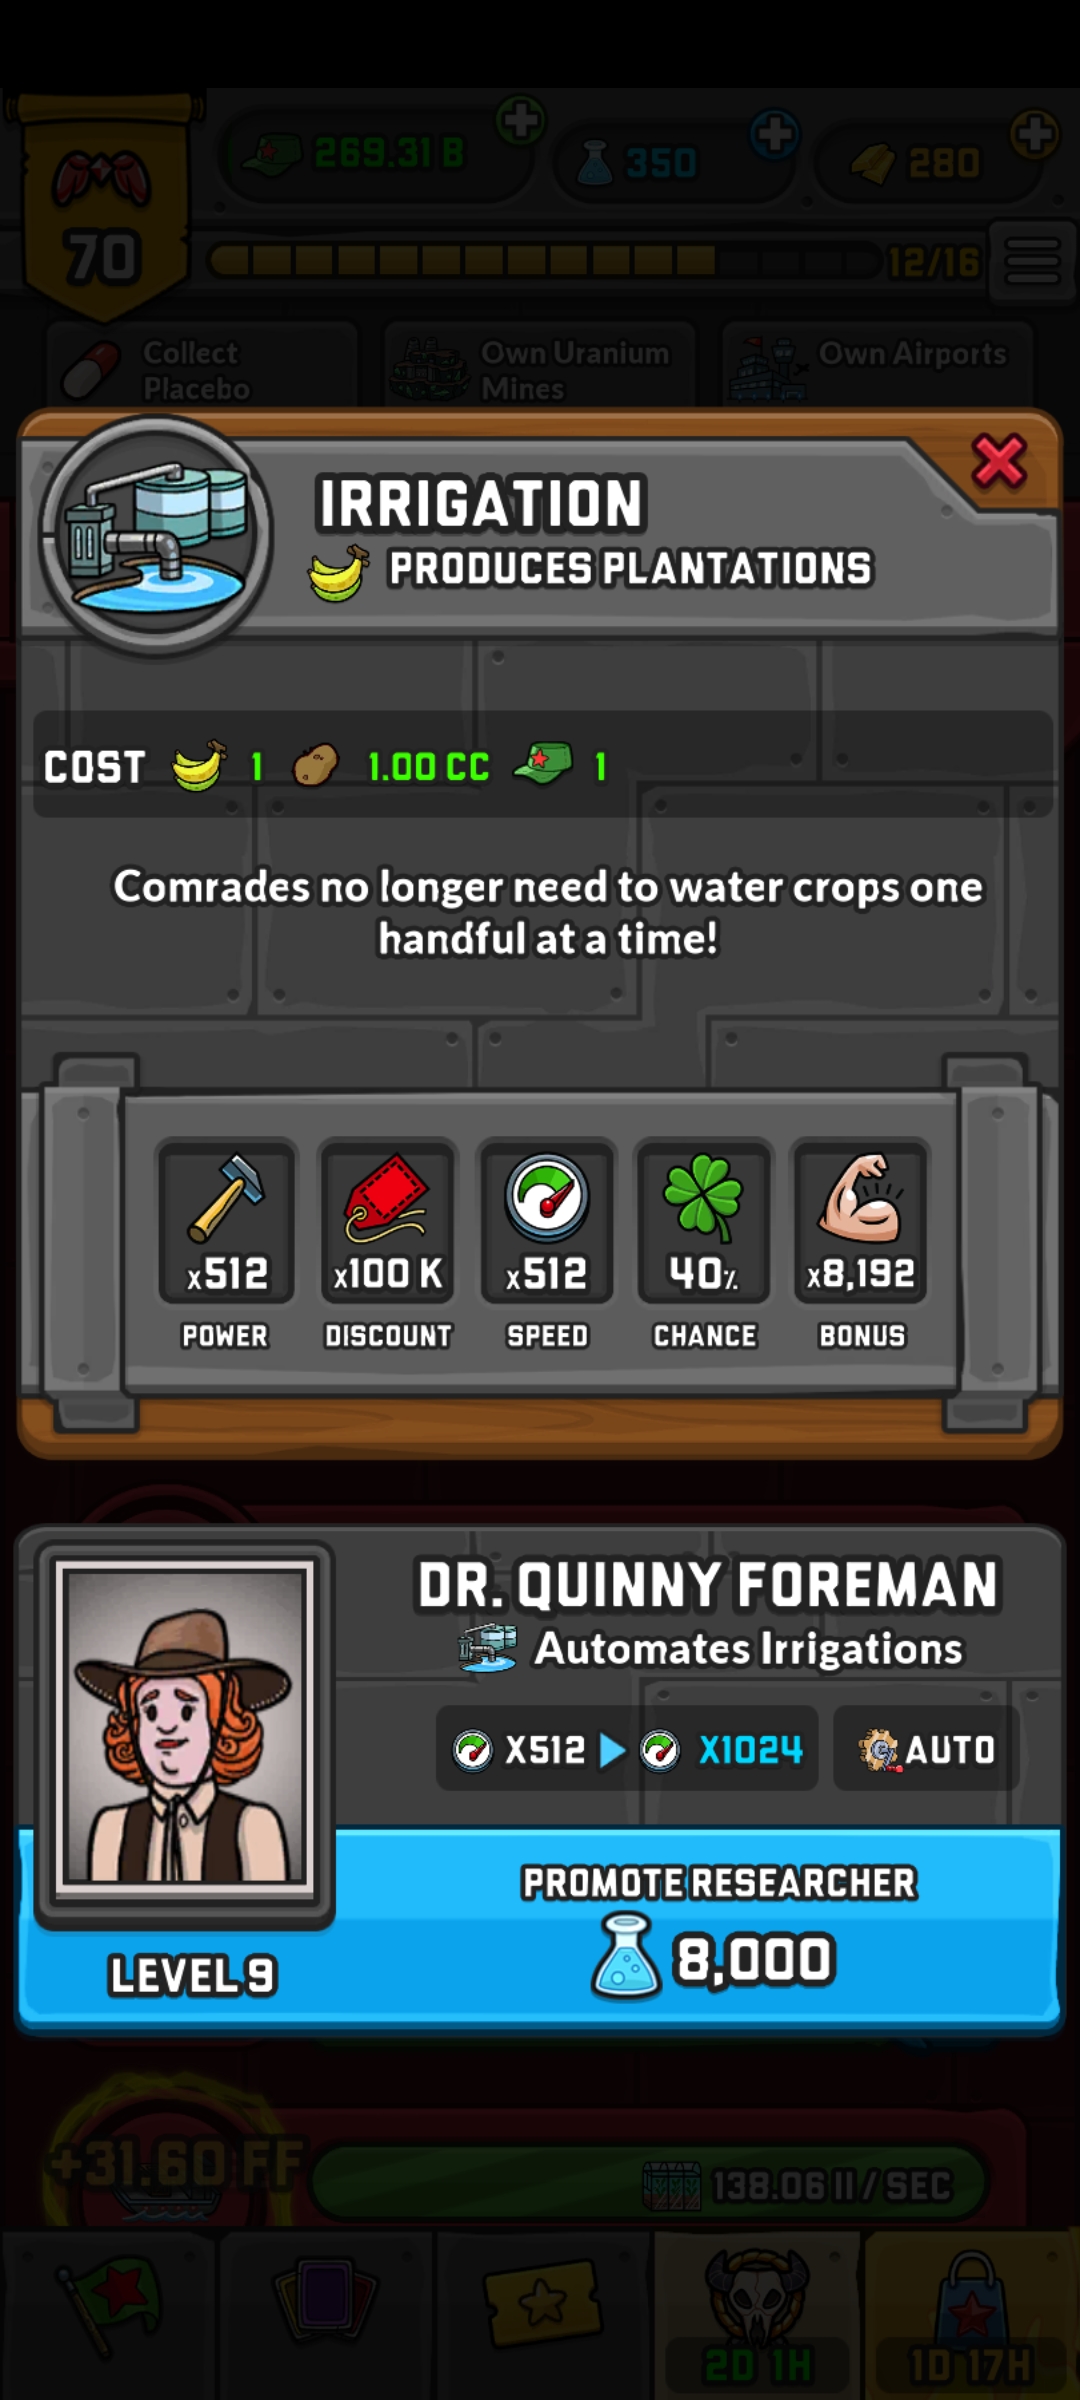 269.31 B
350
280
70
12/16
Collect
Placebo
Own Uranium
Mines
Own Airports
IRRIGATION
PRODUCES PLANTATIONS
COST 1 1.00 CC 1
Comrades no longer need to water crops one
handful at a time!
x512 x100 K x512 40% x8,192
POWER DISCOUNT SPEED CHANCE BONUS
DR. QUINNY FOREMAN
Automates Irrigations
X512 X1024 AUTO
PROMOTE RESEARCHER
8,000
LEVEL 9
+31.60 FF
138.06 II / SEC
2D 1H
1D 17H